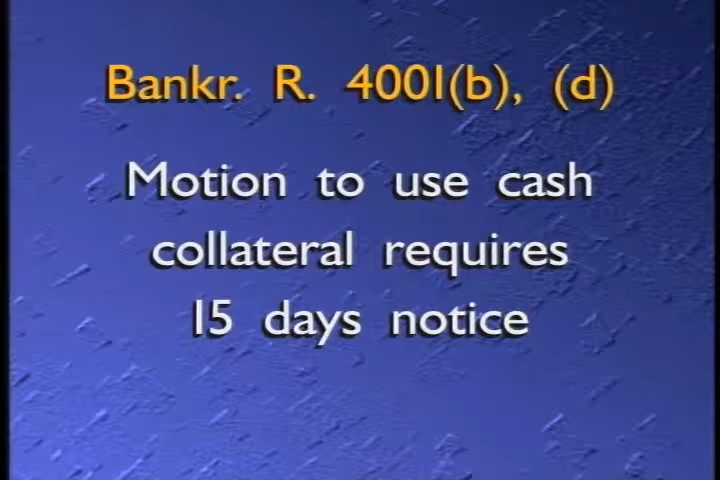 Bankr. R. 4001(b), (d)
Motion to use cash
collateral requires
15 days notice